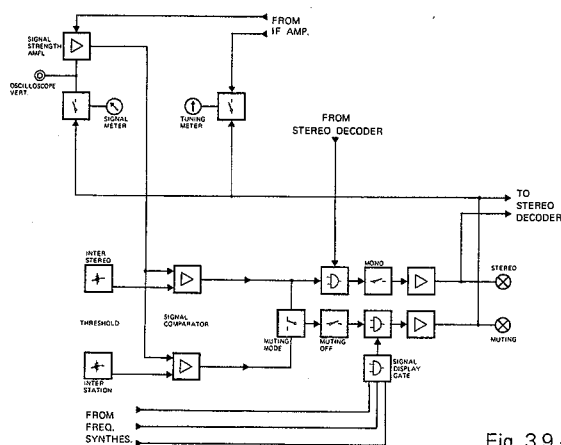 FROM
IF AMP.
SIGNAL
STRENGTH
AMPL
OSCILLOSCOPE
VERT.
SIGNAL
METER
TUNING
METER
FROM
STEREO DECODER
TO
STEREO
DECODER
INTER
STEREO
MONO
STEREO
THRESHOLD
SIGNAL
COMPARATOR
MUTING
MODE
MUTING
OFF
MUTING
SIGNAL
DISPLAY
GATE
INTER
STATION
FROM
FREQ.
SYNTHES.
Fig. 3.9